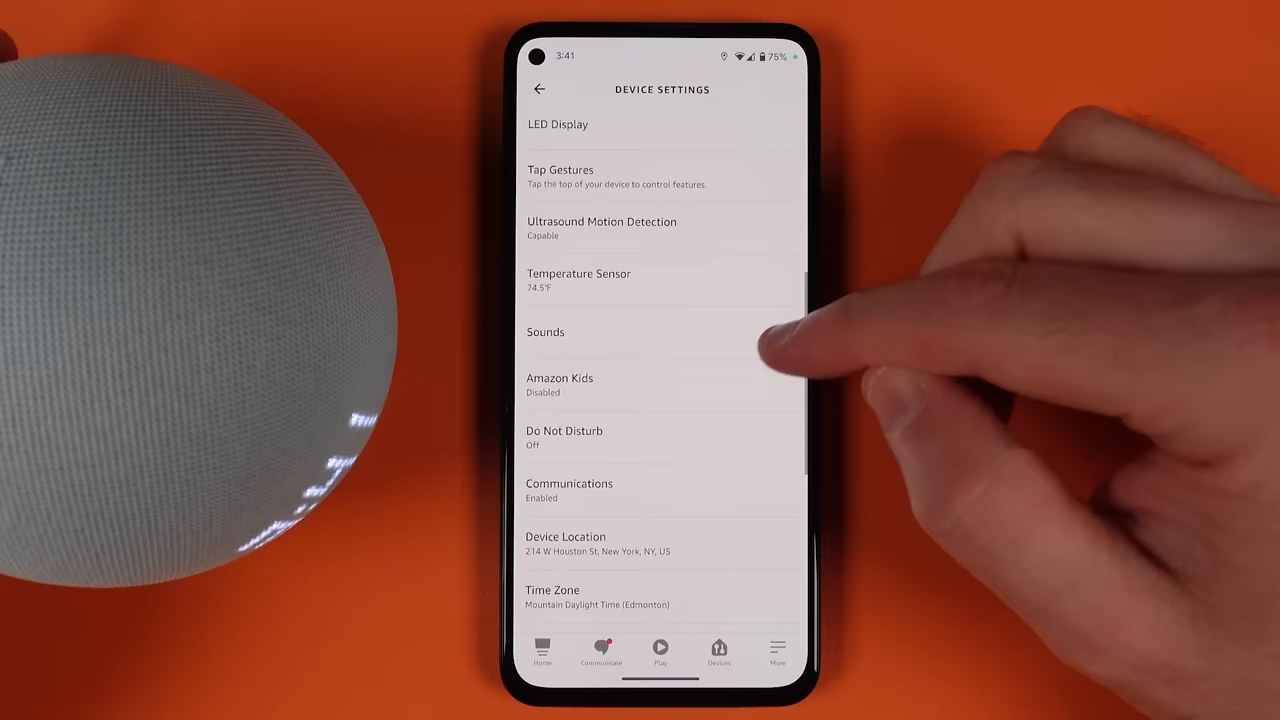 3:41
75%
DEVICE SETTINGS
LED Display
Tap Gestures
Tap the top of your device to control features.
Ultrasound Motion Detection
Capable
Temperature Sensor
74.5°F
Sounds
Amazon Kids
Disabled
Do Not Disturb
Off
Communications
Enabled
Device Location
214 W Houston St, New York, NY, US
Time Zone
Mountain Daylight Time (Edmonton)
Home Communicate Play Devices More